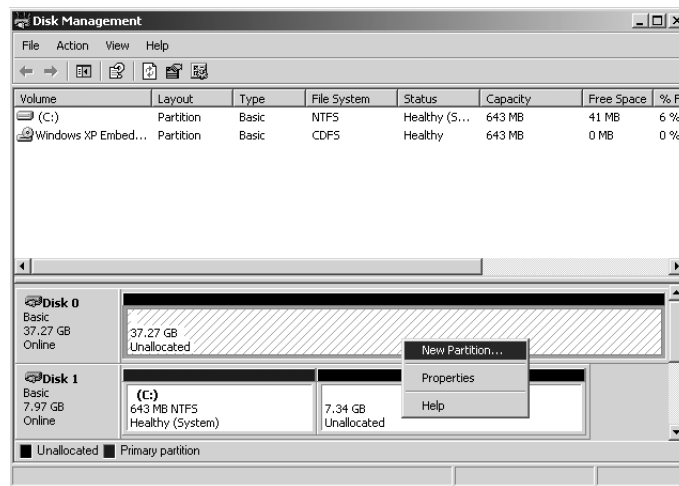 Disk Management
File Action View Help
Volume Layout Type File System Status Capacity Free Space % F
(C:) Partition Basic NTFS Healthy (S... 643 MB 41 MB 6 %
Windows XP Embed... Partition Basic CDFS Healthy 643 MB 0 MB 0 %
Disk 0
Basic
37.27 GB
Online
37.27 GB
Unallocated
New Partition...
Properties
Help
Disk 1
Basic
7.97 GB
Online
(C:)
643 MB NTFS
Healthy (System)
7.34 GB
Unallocated
Unallocated Primary partition